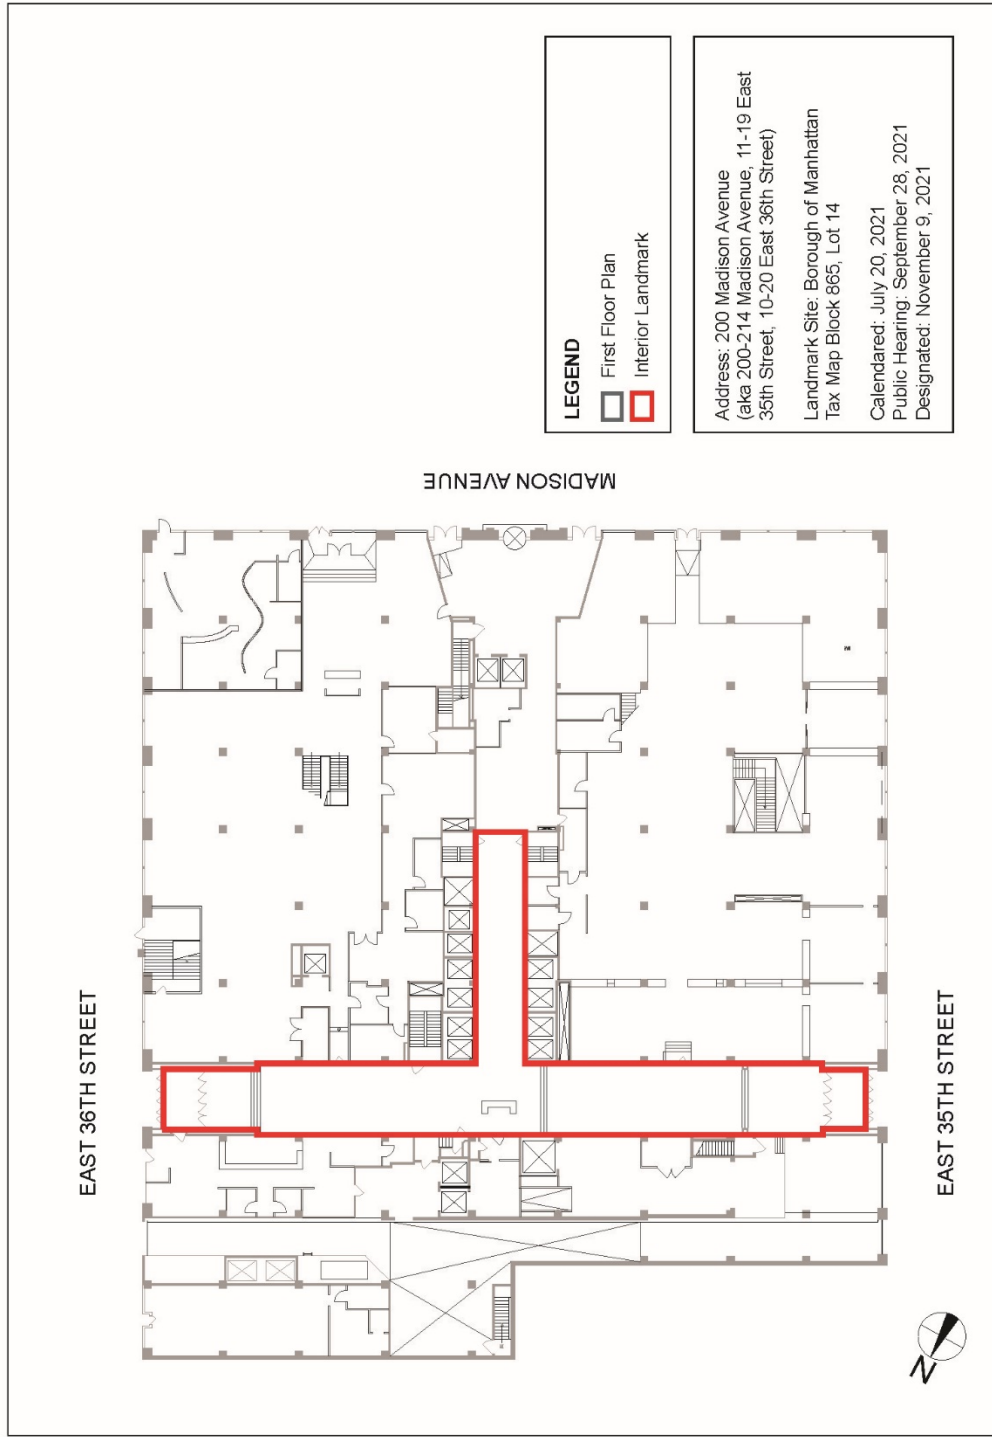 EAST 36TH STREET
MADISON AVENUE
EAST 35TH STREET
N
LEGEND
First Floor Plan
Interior Landmark
Address: 200 Madison Avenue
(aka 200-214 Madison Avenue, 11-19 East
35th Street, 10-20 East 36th Street)
Landmark Site: Borough of Manhattan
Tax Map Block 865, Lot 14
Calendared: July 20, 2021
Public Hearing: September 28, 2021
Designated: November 9, 2021